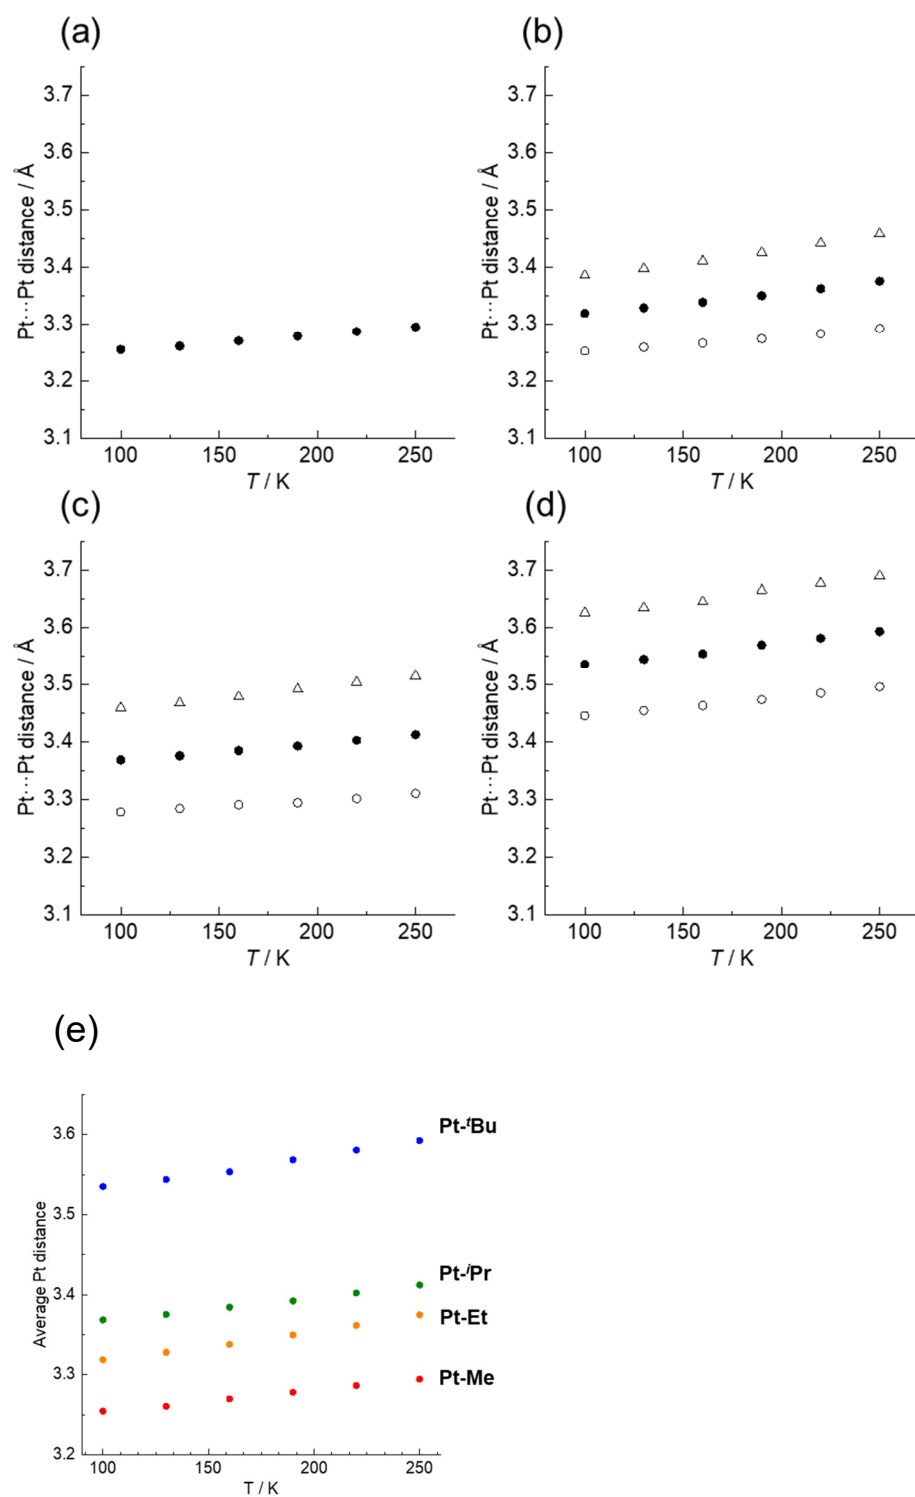 (a)
3.7
3.6
3.5
3.4
3.3
3.2
3.1
Pt···Pt distance / Å
100 150 200 250
T / K
(b)
3.7
3.6
3.5
3.4
3.3
3.2
3.1
Pt···Pt distance / Å
100 150 200 250
T / K
(c)
3.7
3.6
3.5
3.4
3.3
3.2
3.1
Pt···Pt distance / Å
100 150 200 250
T / K
(d)
3.7
3.6
3.5
3.4
3.3
3.2
3.1
Pt···Pt distance / Å
100 150 200 250
T / K
(e)
3.6
3.5
3.4
3.3
3.2
Average Pt distance
Pt-ᵗBu
Pt-ⁱPr
Pt-Et
Pt-Me
100 150 200 250
T / K